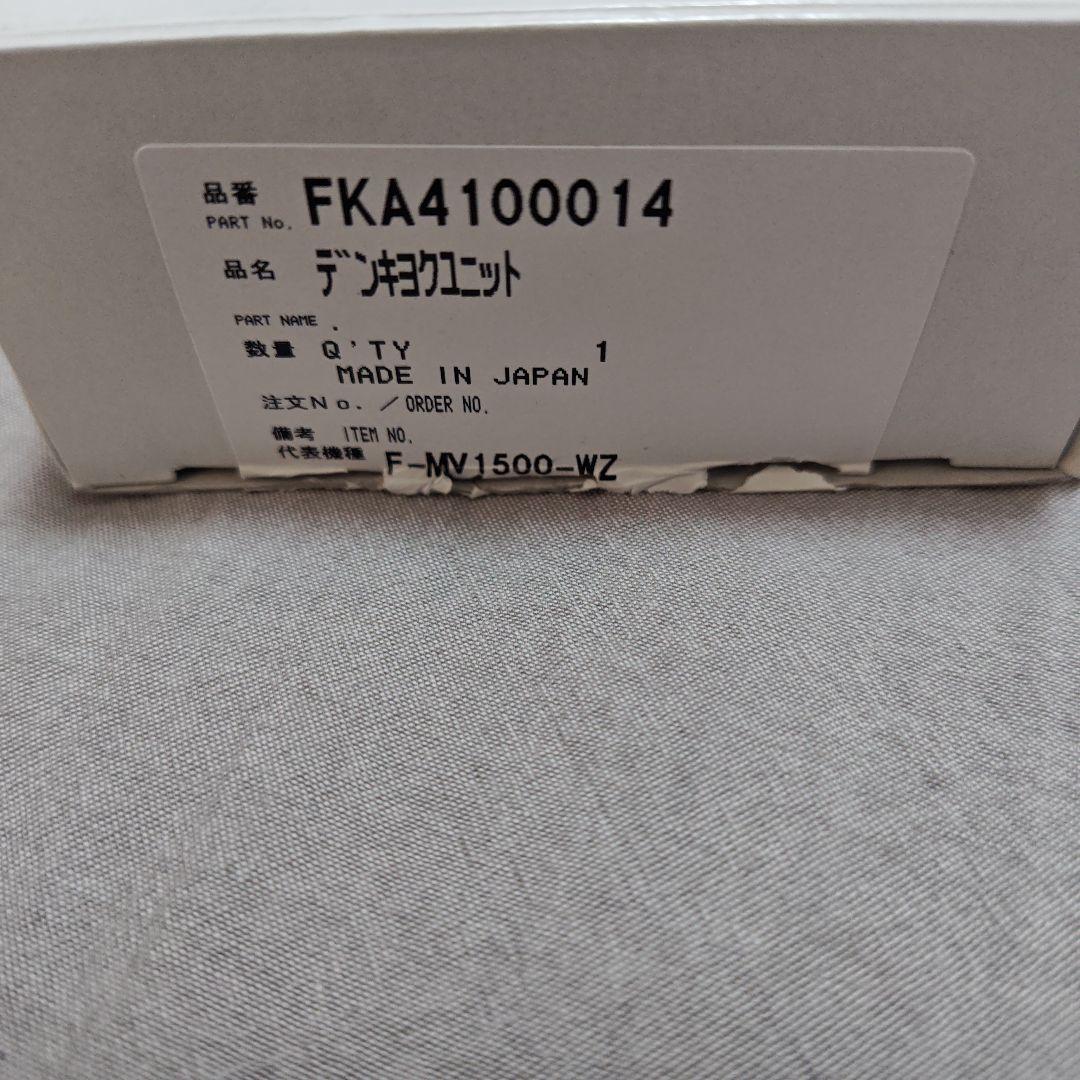 品番 FKA4100014
PART No.
品名 デンキヨクユニット
PART NAME .
数量 Q'TY 1
MADE IN JAPAN
注文No. ／ORDER NO.
備考 ITEM NO.
代表機種 F-MV1500-WZ